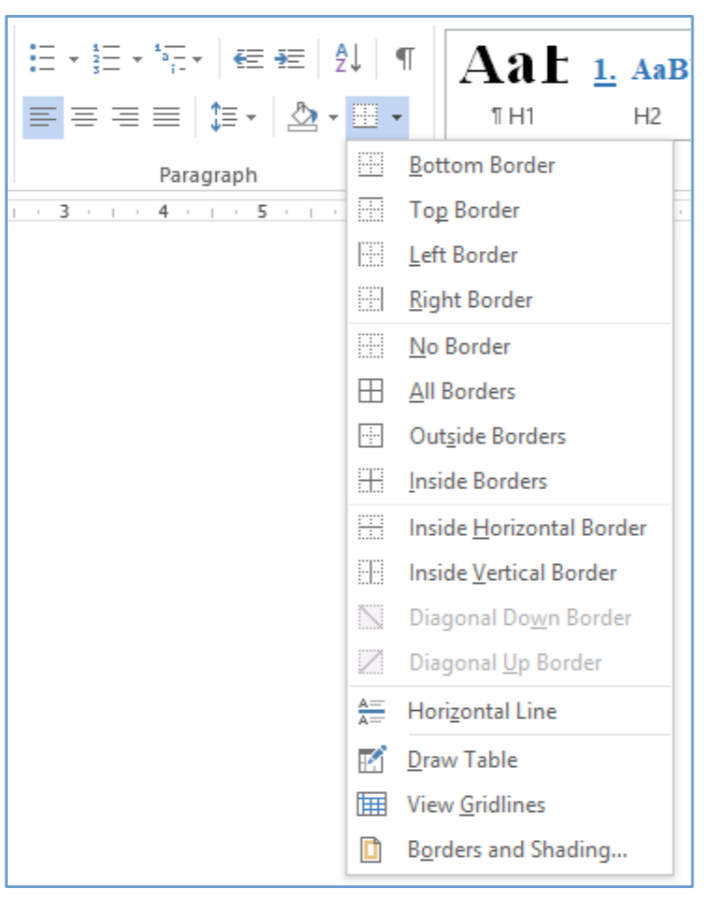 AaB 1. AaB
¶ H1 H2
Paragraph
3 4 5
Bottom Border
Top Border
Left Border
Right Border
No Border
All Borders
Outside Borders
Inside Borders
Inside Horizontal Border
Inside Vertical Border
Diagonal Down Border
Diagonal Up Border
Horizontal Line
Draw Table
View Gridlines
Borders and Shading...